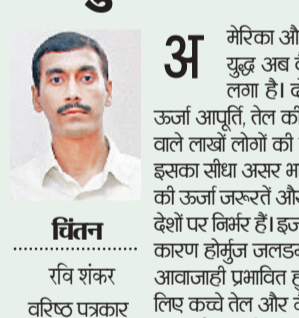 चिंतन
रवि शंकर
वरिष्ठ पत्रकार
अमेरिका औ
युद्ध अब
लगा है।
ऊर्जा आपूर्ति, तेल की
वाले लाखों लोगों की
इसका सीधा असर भा
की ऊर्जा जरूरतें और
देशों पर निर्भर हैं। इज
कारण होर्मुज जलडम
आवाजाही प्रभावित हु
लिए कच्चे तेल और